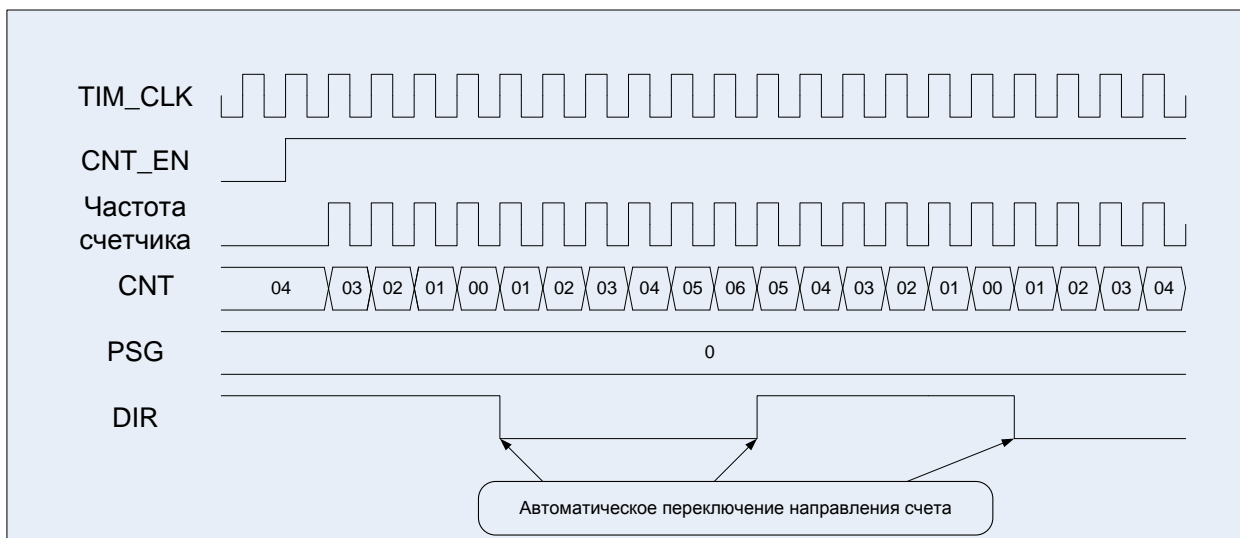 TIM_CLK
CNT_EN
Частота
счетчика
CNT
04 03 02 01 00 01 02 03 04 05 06 05 04 03 02 01 00 01 02 03 04
PSG
0
DIR
Автоматическое переключение направления счета